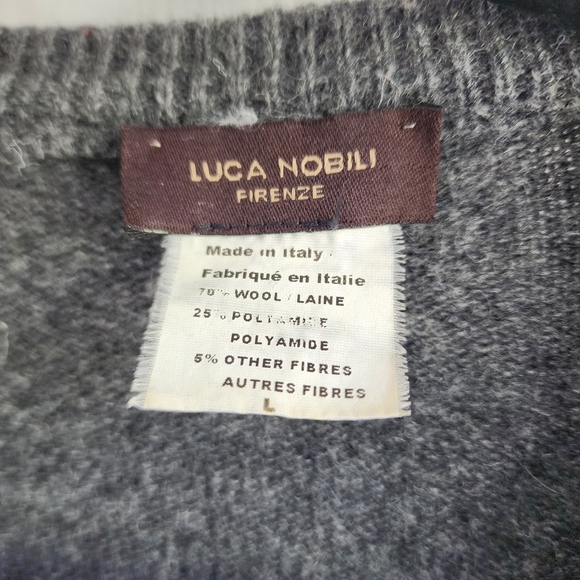 LUCA NOBILI
FIRENZE
Made in Italy
Fabriqué en Italie
70% WOOL / LAINE
25% POLYAMIDE
POLYAMIDE
5% OTHER FIBRES
AUTRES FIBRES
L